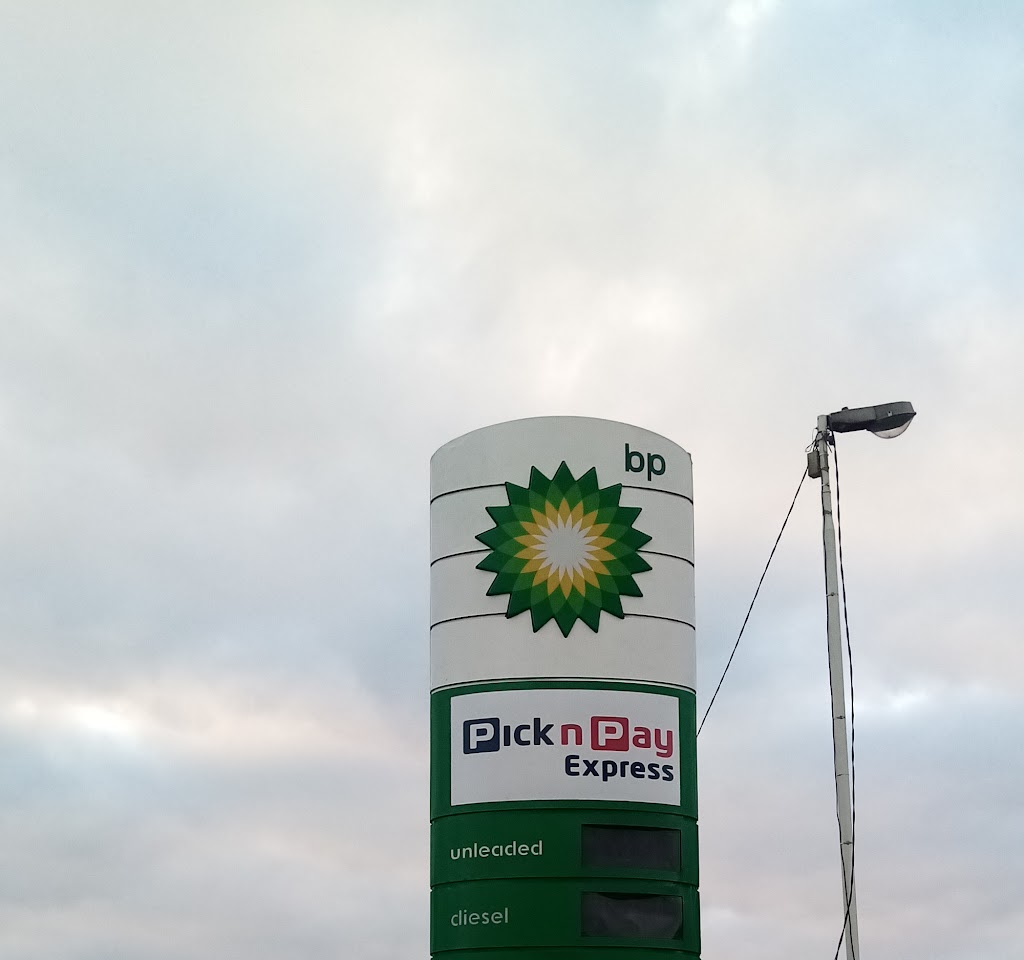 bp
Pick n Pay
Express
unleaded
diesel